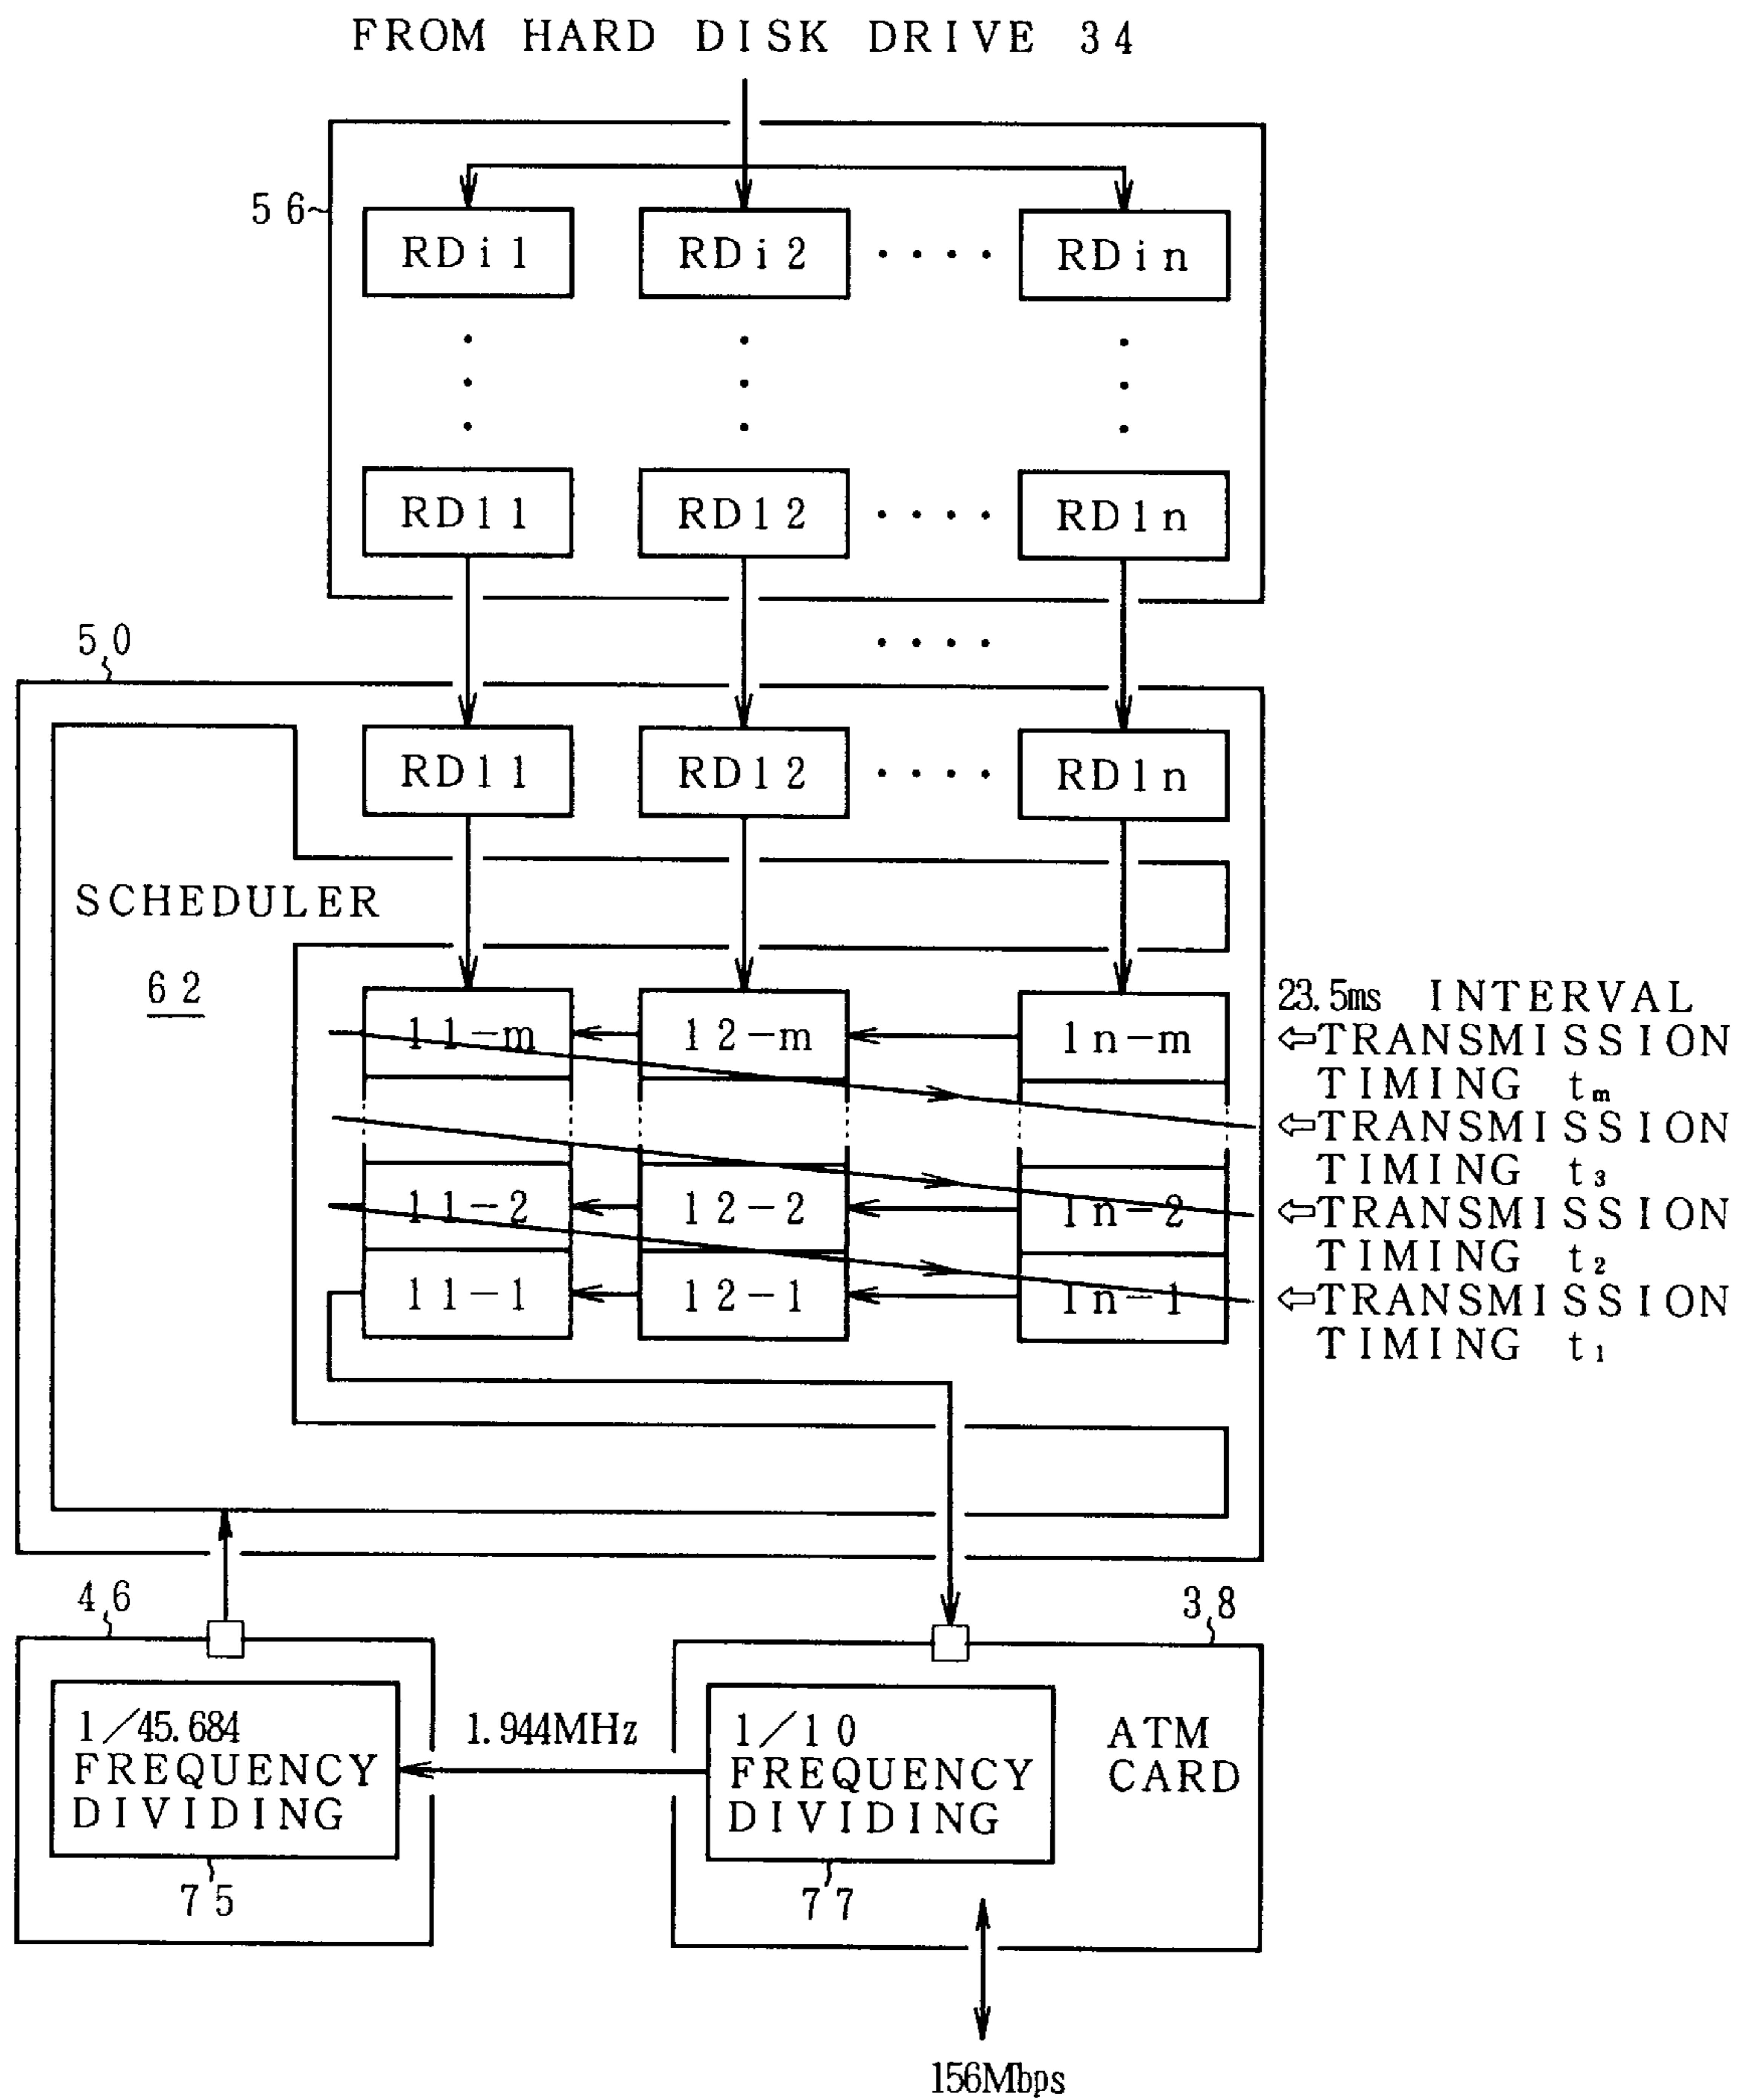 FROM HARD DISK DRIVE 34
56
RDi1 RDi2 ···· RDin
RD11 RD12 ···· RD1n
50
····
RD11 RD12 ···· RD1n
SCHEDULER
62
11-m 12-m 1n-m
11-2 12-2 1n-2
11-1 12-1 1n-1
23.5ms INTERVAL
⇦TRANSMISSION
TIMING tₘ
⇦TRANSMISSION
TIMING t₃
⇦TRANSMISSION
TIMING t₂
⇦TRANSMISSION
TIMING t₁
46
1/45.684
FREQUENCY
DIVIDING
75
1.944MHz
38
1/10
FREQUENCY
DIVIDING
77
ATM
CARD
156Mbps